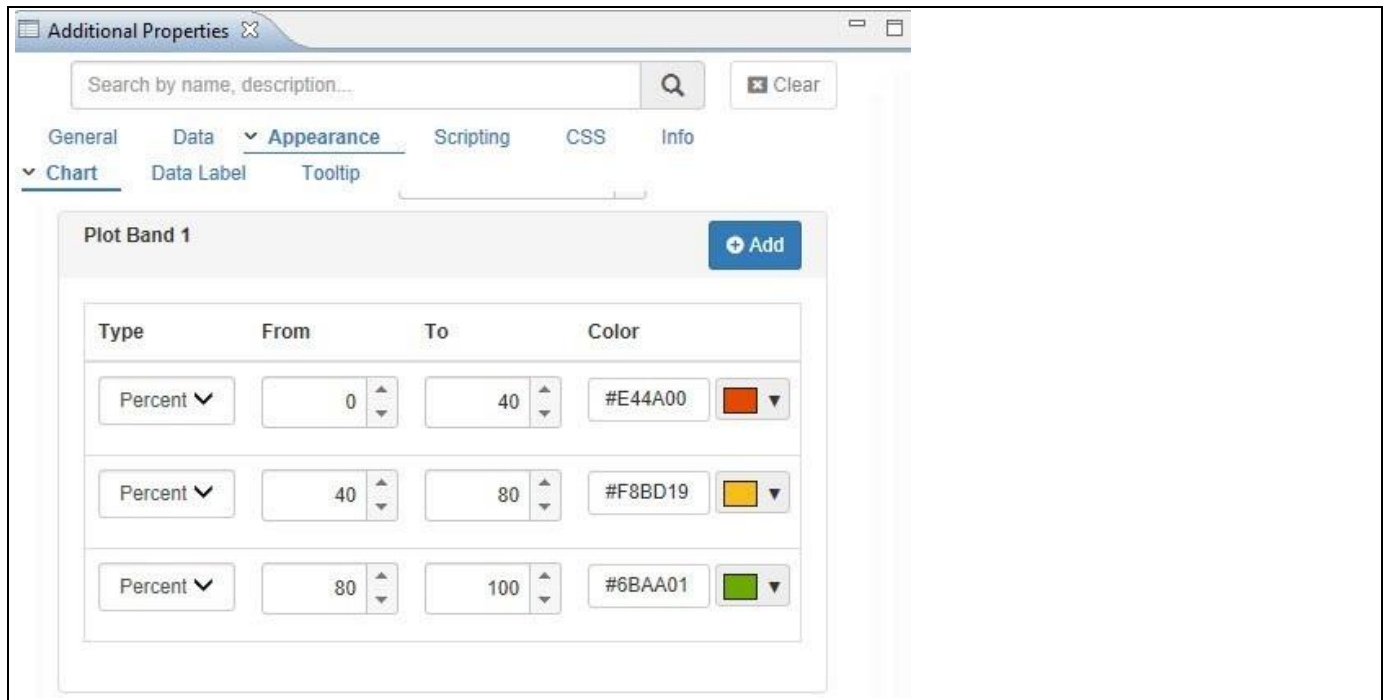 Additional Properties
Search by name, description...
Clear
General Data Appearance Scripting CSS Info
Chart Data Label Tooltip
Plot Band 1
Add
Type From To Color
Percent 0 40 #E44A00
Percent 40 80 #F8BD19
Percent 80 100 #6BAA01